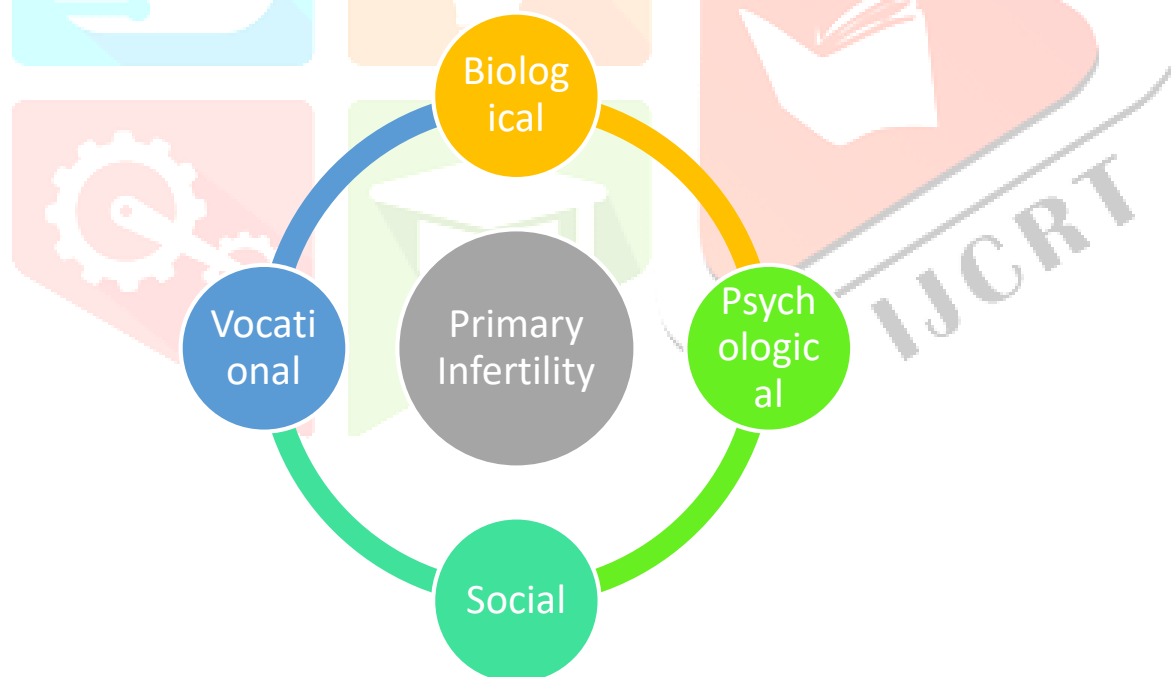 Biolog
ical
Vocati
onal
Primary
Infertility
Psych
ologic
al
IJCRT
Social